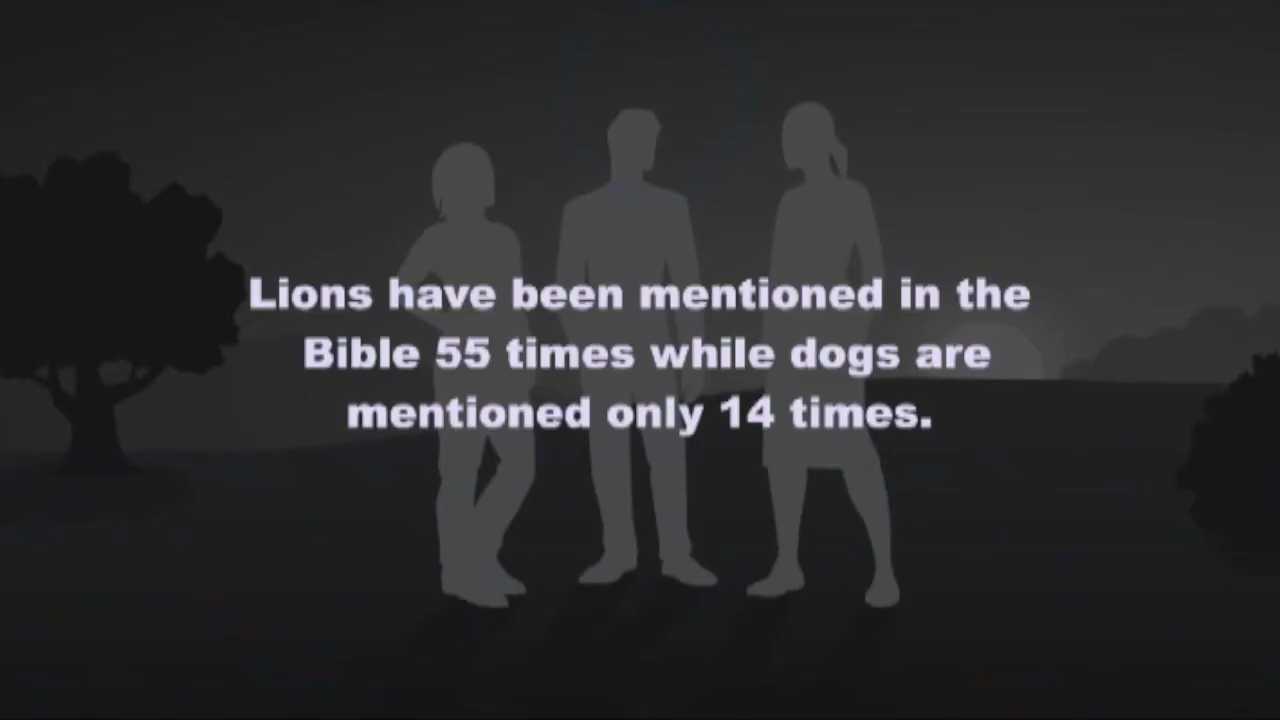 Lions have been mentioned in the
Bible 55 times while dogs are
mentioned only 14 times.